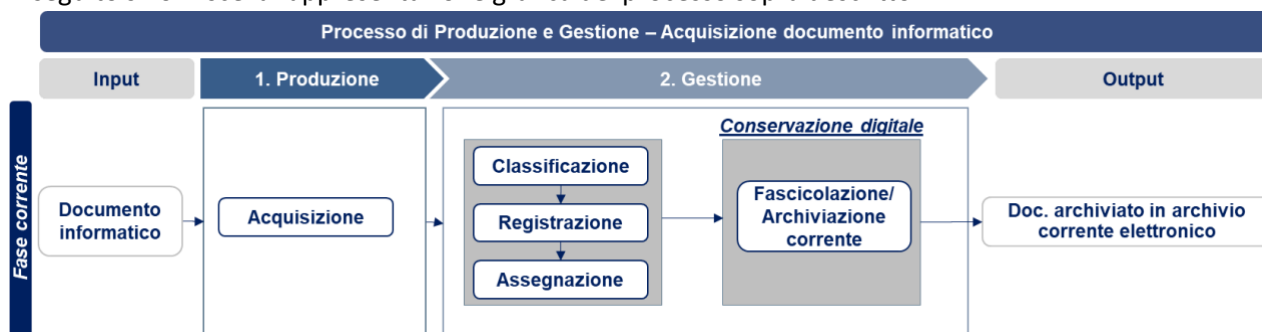 Processo di Produzione e Gestione – Acquisizione documento informatico
Input
1. Produzione
2. Gestione
Output
Fase corrente
Documento
informatico
Acquisizione
Classificazione
Registrazione
Assegnazione
Conservazione digitale
Fascicolazione/
Archiviazione
corrente
Doc. archiviato in archivio
corrente elettronico